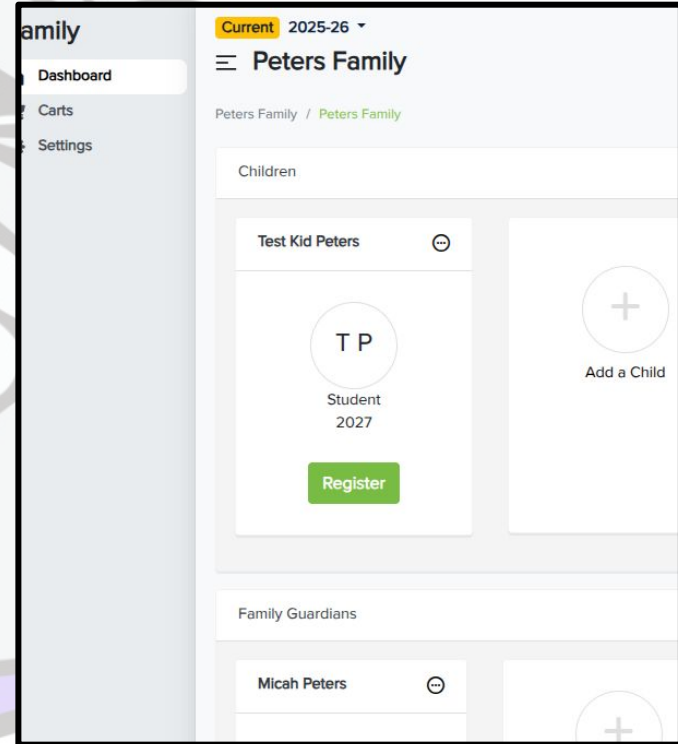 amily
Dashboard
Carts
Settings
Current 2025-26
Peters Family
Peters Family / Peters Family
Children
Test Kid Peters
T P
Student
2027
Register
Add a Child
Family Guardians
Micah Peters